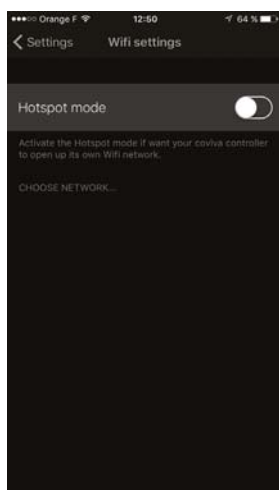 Orange F 12:50 64 %
Settings Wifi settings
Hotspot mode
Activate the Hotspot mode if want your coviva controller
to open up its own Wifi network.
CHOOSE NETWORK...